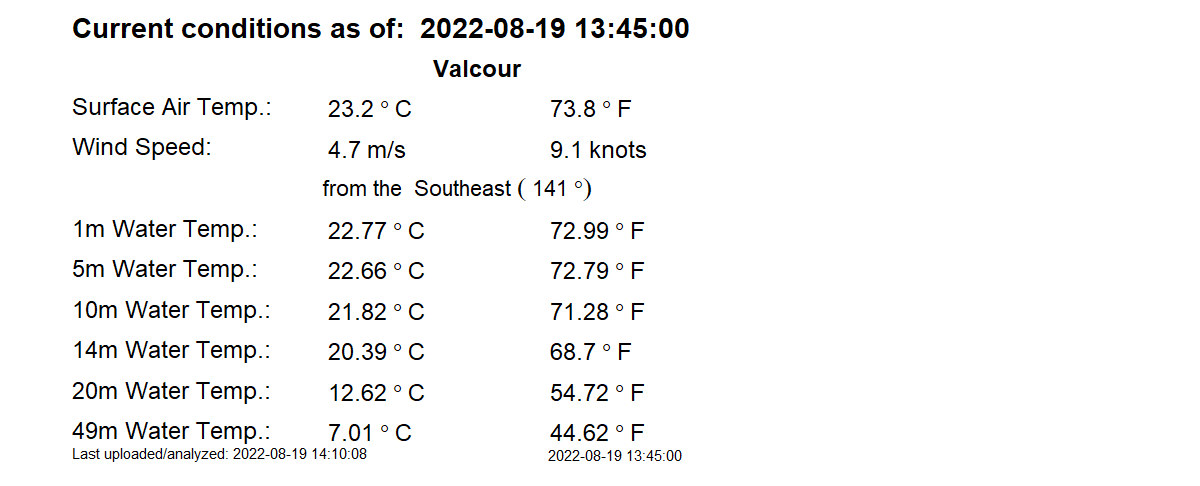 Current conditions as of: 2022-08-19 13:45:00
Valcour
Surface Air Temp.: 23.2 ° C 73.8 ° F
Wind Speed: 4.7 m/s 9.1 knots
from the Southeast ( 141 °)
1m Water Temp.: 22.77 ° C 72.99 ° F
5m Water Temp.: 22.66 ° C 72.79 ° F
10m Water Temp.: 21.82 ° C 71.28 ° F
14m Water Temp.: 20.39 ° C 68.7 ° F
20m Water Temp.: 12.62 ° C 54.72 ° F
49m Water Temp.: 7.01 ° C 44.62 ° F
Last uploaded/analyzed: 2022-08-19 14:10:08 2022-08-19 13:45:00